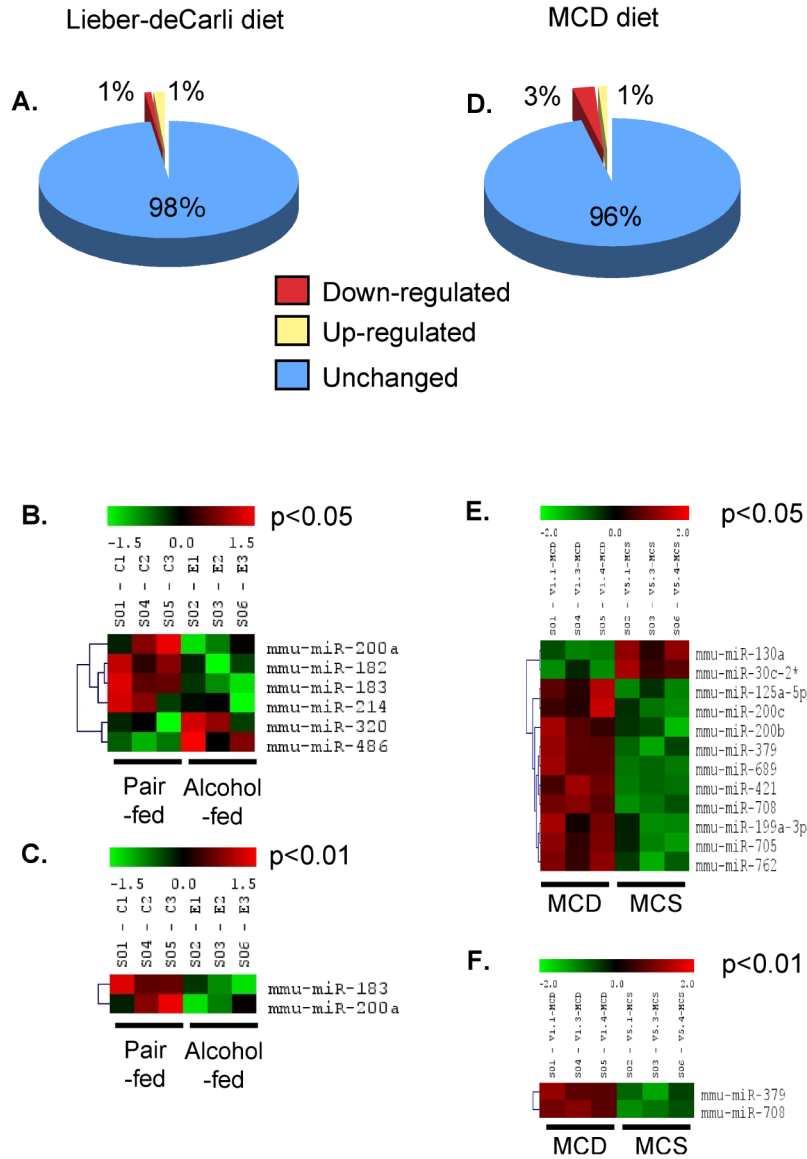 Lieber-deCarli diet
MCD diet
A.
1%
1%
98%
D.
3%
1%
96%
Down-regulated
Up-regulated
Unchanged
B.
p<0.05
-1.5 0.0 1.5
S01 - C1
S04 - C2
S05 - C3
S02 - E1
S03 - E2
S06 - E3
mmu-miR-200a
mmu-miR-182
mmu-miR-183
mmu-miR-214
mmu-miR-320
mmu-miR-486
Pair
-fed
Alcohol
-fed
C.
p<0.01
-1.5 0.0 1.5
S01 - C1
S04 - C2
S05 - C3
S02 - E1
S03 - E2
S06 - E3
mmu-miR-183
mmu-miR-200a
Pair
-fed
Alcohol
-fed
E.
p<0.05
-2.0 0.0 2.0
S01 - V1.1-MCD
S04 - V1.3-MCD
S05 - V1.4-MCD
S02 - V5.1-MCS
S03 - V5.3-MCS
S06 - V5.4-MCS
mmu-miR-130a
mmu-miR-30c-2*
mmu-miR-125a-5p
mmu-miR-200c
mmu-miR-200b
mmu-miR-379
mmu-miR-689
mmu-miR-421
mmu-miR-708
mmu-miR-199a-3p
mmu-miR-705
mmu-miR-762
MCD
MCS
F.
p<0.01
-2.0 0.0 2.0
S01 - V1.1-MCD
S04 - V1.3-MCD
S05 - V1.4-MCD
S02 - V5.1-MCS
S03 - V5.3-MCS
S06 - V5.4-MCS
mmu-miR-379
mmu-miR-708
MCD
MCS